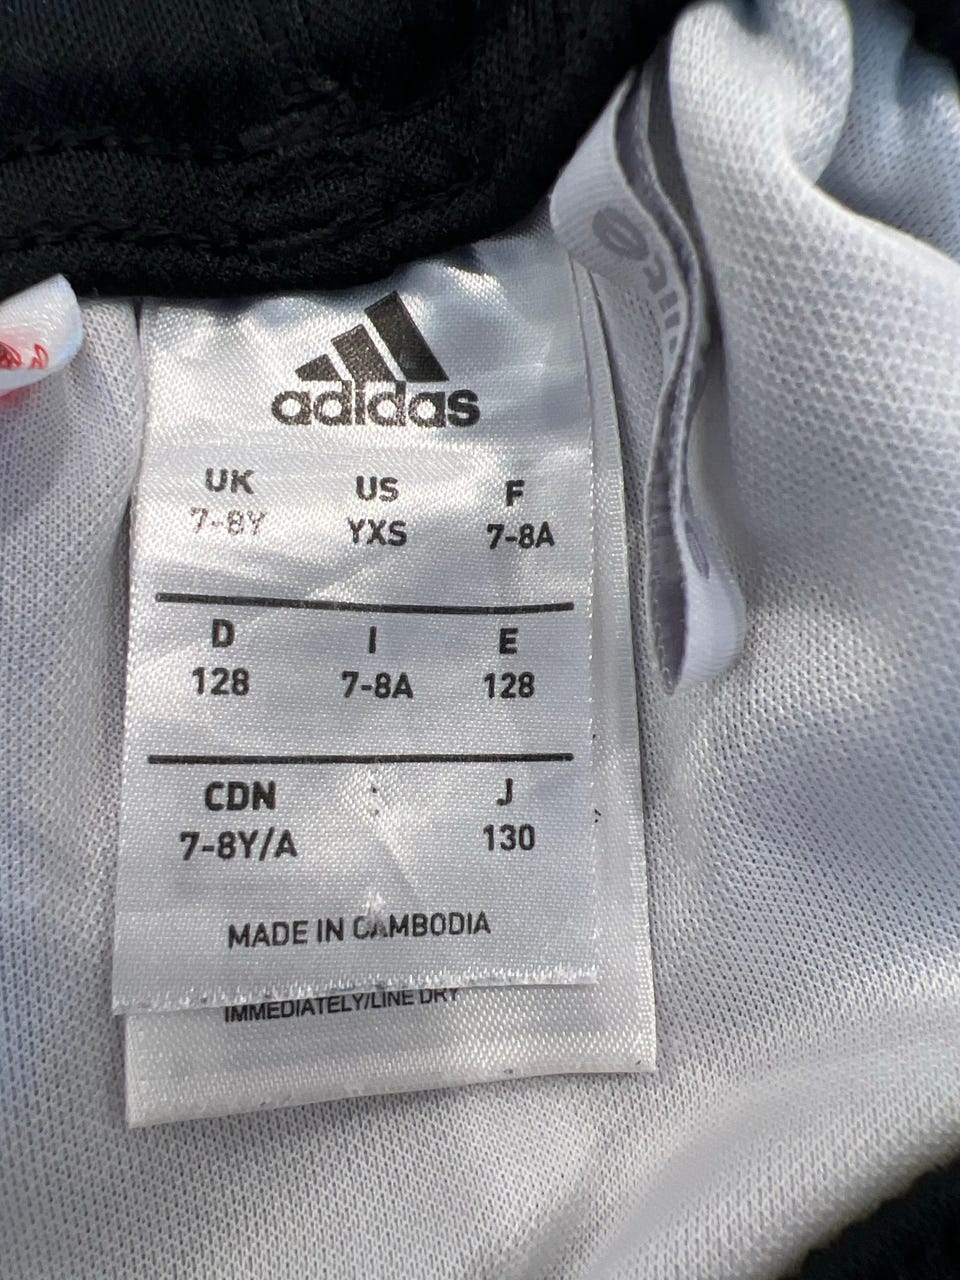 adidas
UK US F
7-8Y YXS 7-8A
D I E
128 7-8A 128
CDN J
7-8Y/A 130
MADE IN CAMBODIA
IMMEDIATELY/LINE DRY